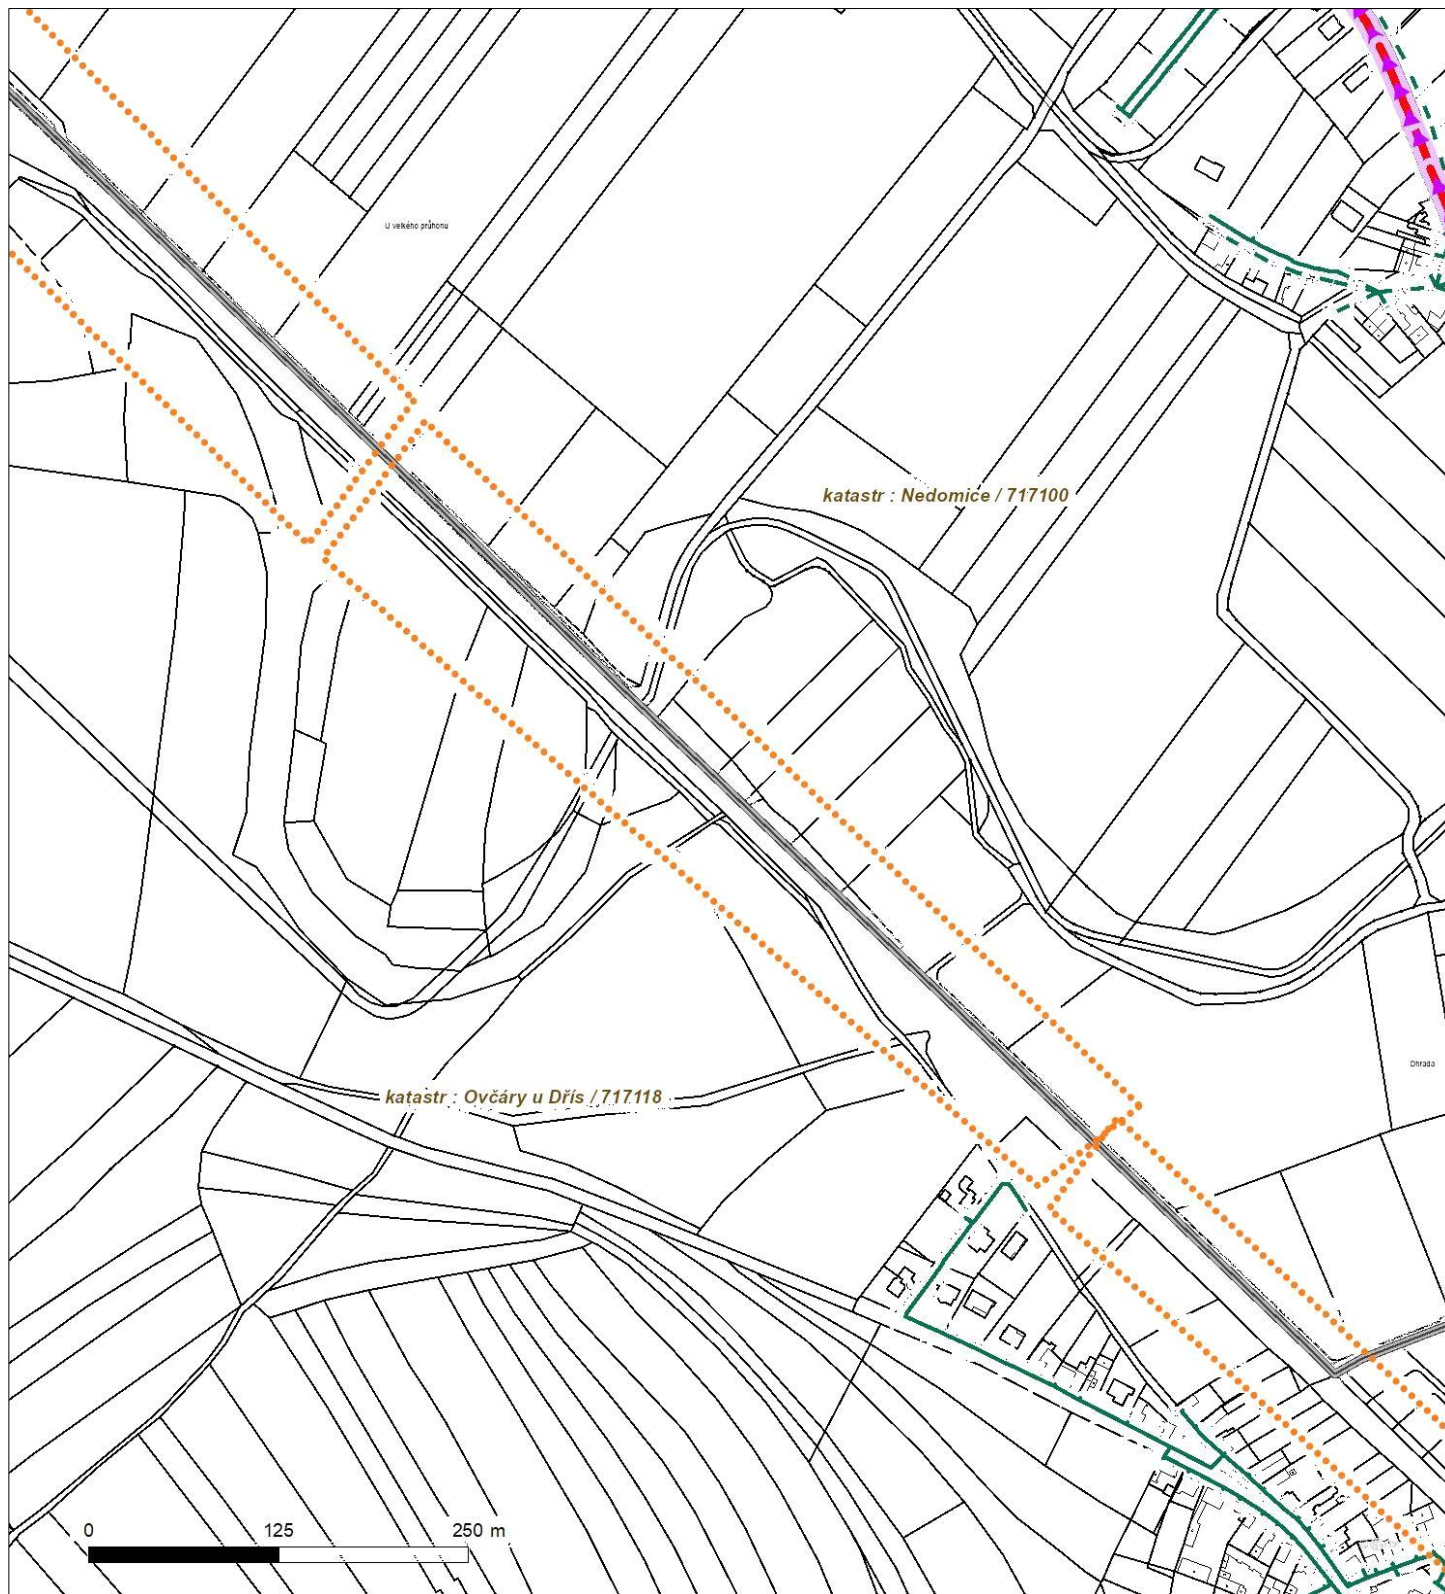 U velkého průhonu
katastr : Nedomice / 717100
Ohrada
katastr : Ovčáry u Dřís / 717118
0 125 250 m